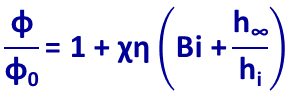 ϕ/ϕ₀ = 1 + χη (Bi + h∞/hᵢ)